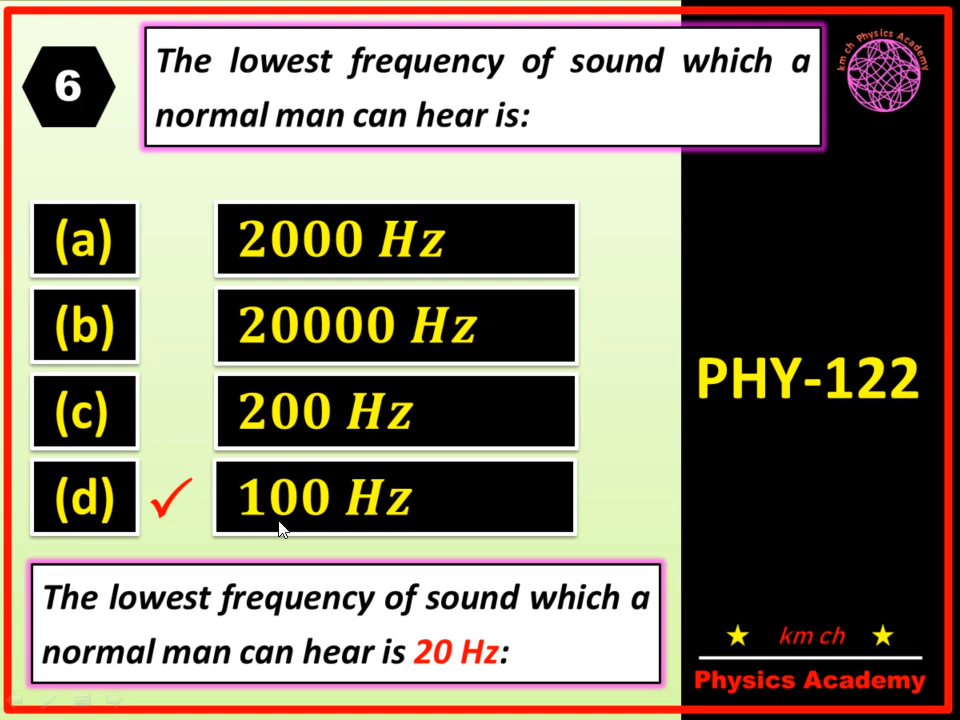 6
The lowest frequency of sound which a
normal man can hear is:
km ch Physics Academy
(a) 2000 Hz
(b) 20000 Hz
(c) 200 Hz
(d) ✓ 100 Hz
PHY-122
The lowest frequency of sound which a
normal man can hear is 20 Hz:
km ch
Physics Academy